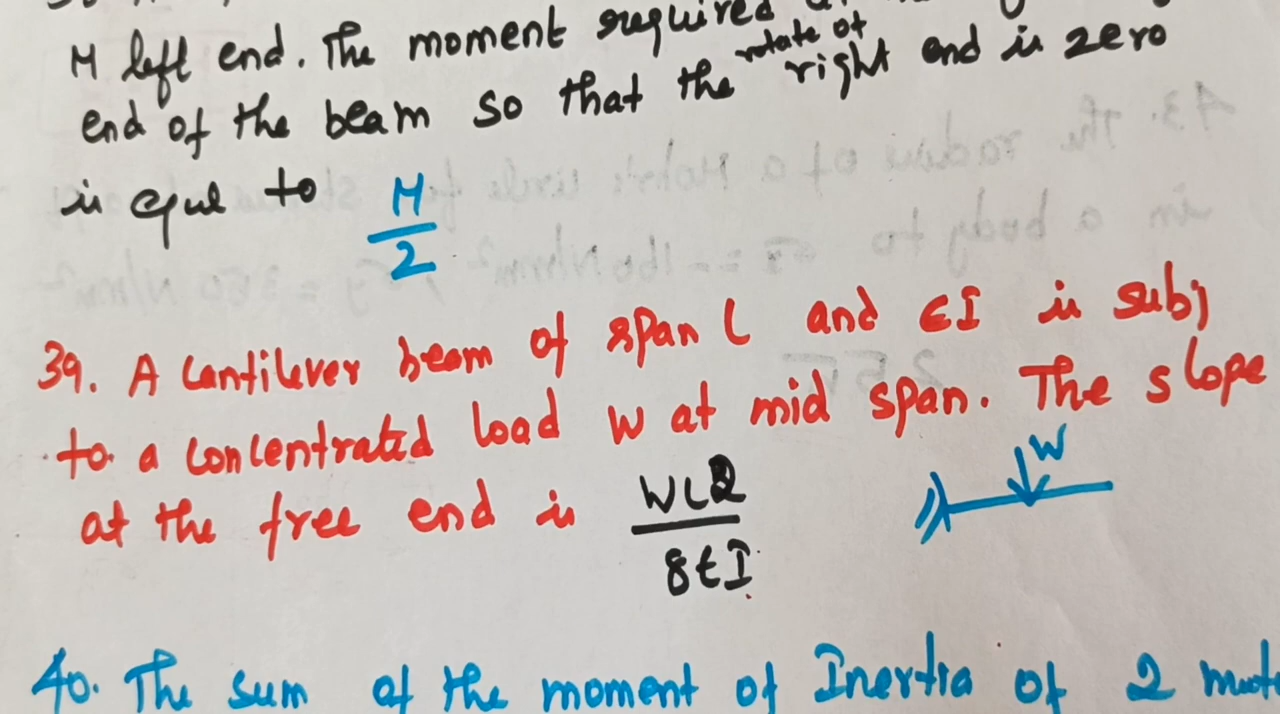 M left end. The moment required
rotate of
end of the beam so that the right end is zero
is equl to M/2
39. A Cantilever beam of span L and EI is subj
to a concentrated load W at mid span. The slope
at the free end is WL2/8EI
W
40. The sum of the moment of Inertia of 2